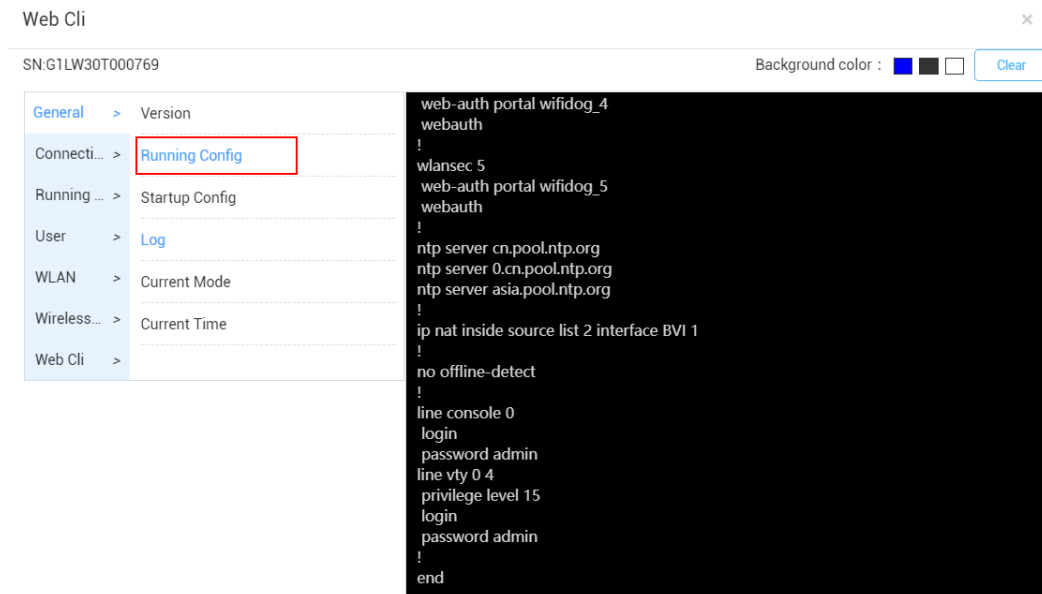 Web Cli
×
SN:G1LW30T000769
Background color :
Clear
General >
Connecti... >
Running ... >
User >
WLAN >
Wireless... >
Web Cli >
Version
Running Config
Startup Config
Log
Current Mode
Current Time
web-auth portal wifidog_4
webauth
!
wlansec 5
web-auth portal wifidog_5
webauth
!
ntp server cn.pool.ntp.org
ntp server 0.cn.pool.ntp.org
ntp server asia.pool.ntp.org
!
ip nat inside source list 2 interface BVI 1
!
no offline-detect
!
line console 0
login
password admin
line vty 0 4
privilege level 15
login
password admin
!
end